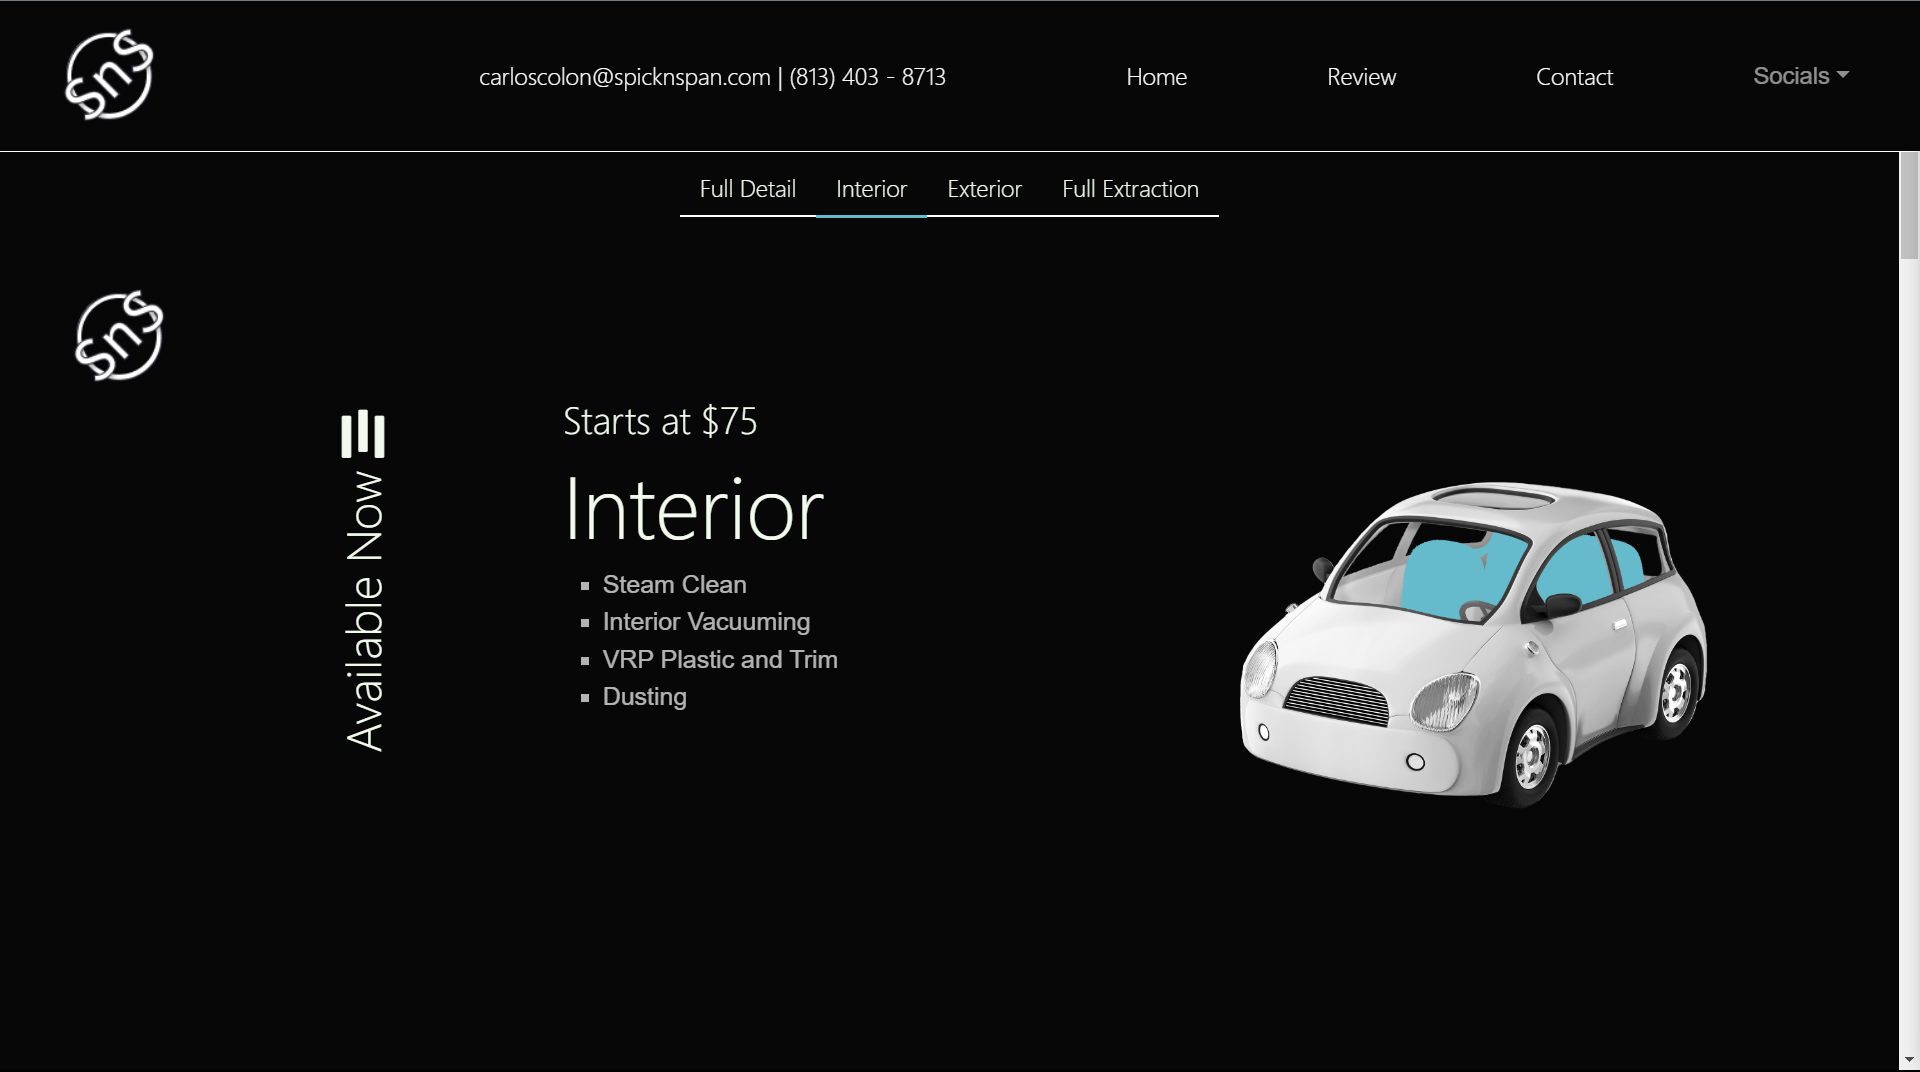 SnS
carloscolon@spicknspan.com | (813) 403 - 8713
Home
Review
Contact
Socials
Full Detail
Interior
Exterior
Full Extraction
SnS
Available Now
Starts at $75
Interior
Steam Clean
Interior Vacuuming
VRP Plastic and Trim
Dusting